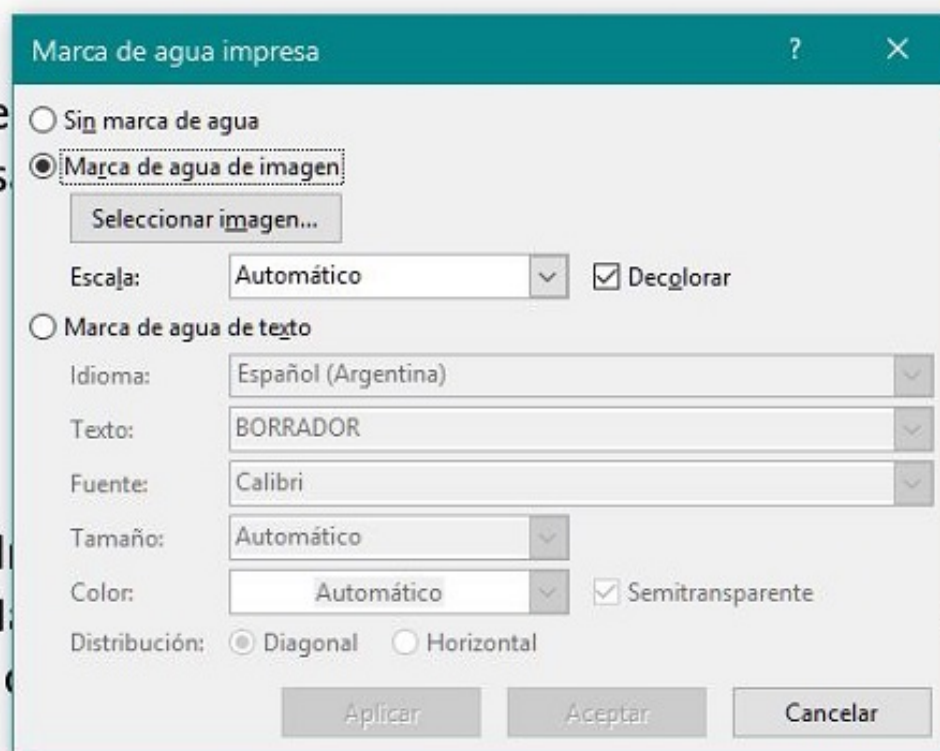 Marca de agua impresa ?
Sin marca de agua
Marca de agua de imagen
Seleccionar imagen...
Escala: Automático Decolorar
Marca de agua de texto
Idioma: Español (Argentina)
Texto: BORRADOR
Fuente: Calibri
Tamaño: Automático
Color: Automático Semitransparente
Distribución: Diagonal Horizontal
Aplicar Aceptar Cancelar